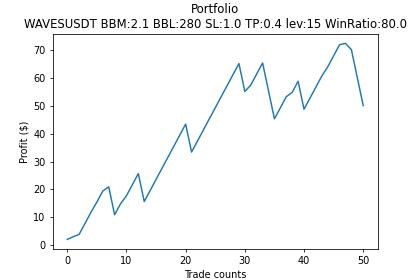 Portfolio
WAVESUSDT BBM:2.1 BBL:280 SL:1.0 TP:0.4 lev:15 WinRatio:80.0
70
60
50
40
30
20
10
0
Profit ($)
0 10 20 30 40 50
Trade counts